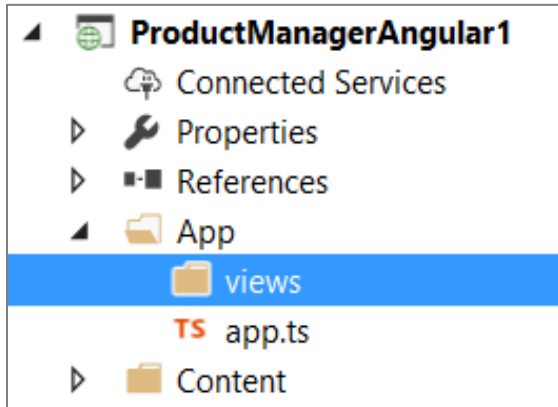 ProductManagerAngular1
Connected Services
Properties
References
App
views
TS app.ts
Content